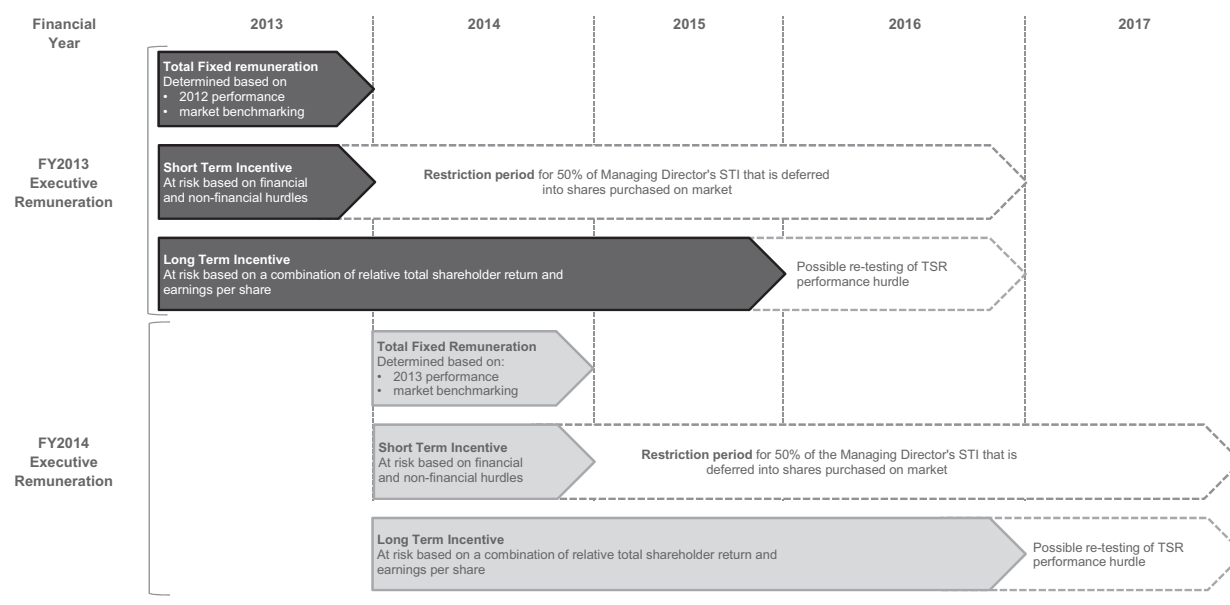 Financial
Year
2013
2014
2015
2016
2017
FY2013
Executive
Remuneration
Total Fixed remuneration
Determined based on
• 2012 performance
• market benchmarking
Short Term Incentive
At risk based on financial
and non-financial hurdles
Restriction period for 50% of Managing Director's STI that is deferred
into shares purchased on market
Long Term Incentive
At risk based on a combination of relative total shareholder return and
earnings per share
Possible re-testing of TSR
performance hurdle
FY2014
Executive
Remuneration
Total Fixed Remuneration
Determined based on:
• 2013 performance
• market benchmarking
Short Term Incentive
At risk based on financial
and non-financial hurdles
Restriction period for 50% of the Managing Director's STI that is
deferred into shares purchased on market
Long Term Incentive
At risk based on a combination of relative total shareholder return and
earnings per share
Possible re-testing of TSR
performance hurdle